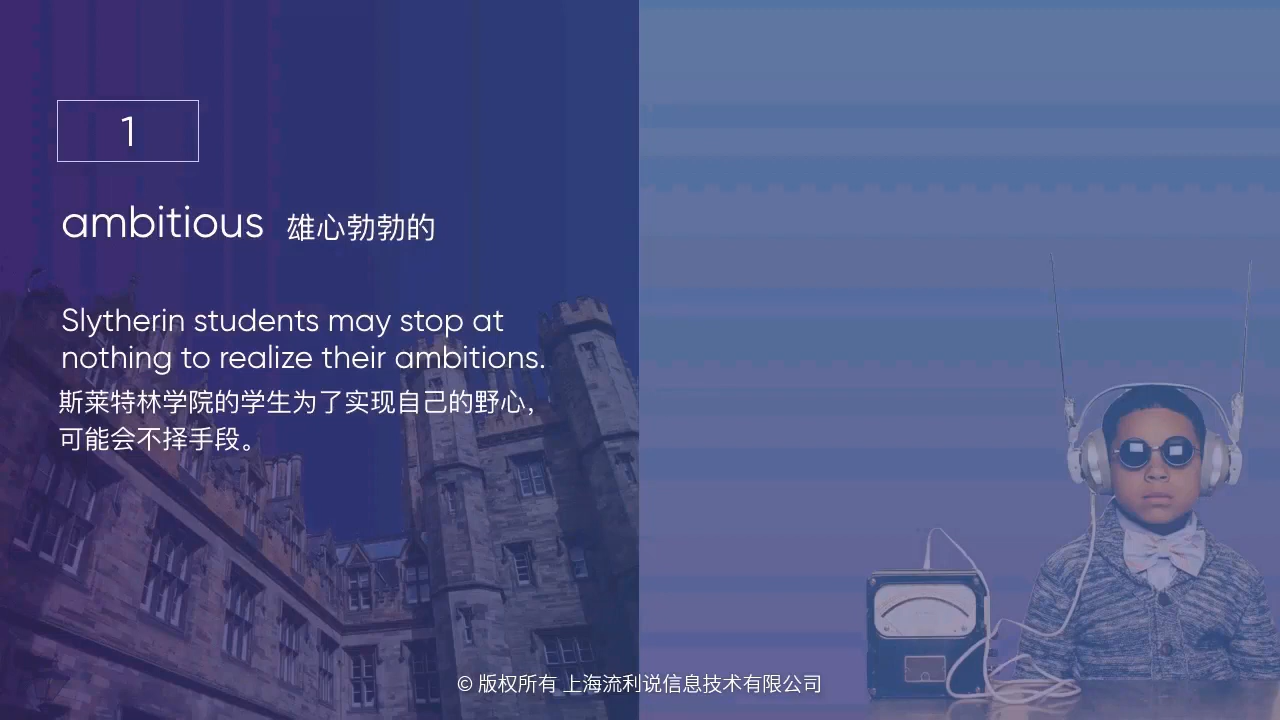 1
ambitious 雄心勃勃的
Slytherin students may stop at
nothing to realize their ambitions.
斯莱特林学院的学生为了实现自己的野心，
可能会不择手段。
© 版权所有 上海流利说信息技术有限公司